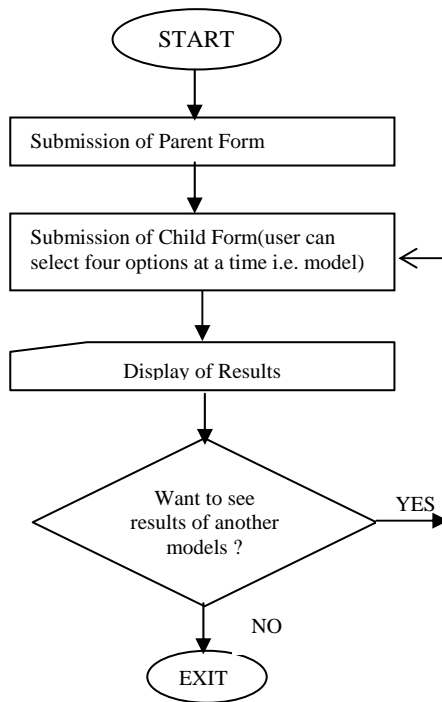 START
Submission of Parent Form
Submission of Child Form(user can
select four options at a time i.e. model)
Display of Results
Want to see
results of another
models ?
YES
NO
EXIT